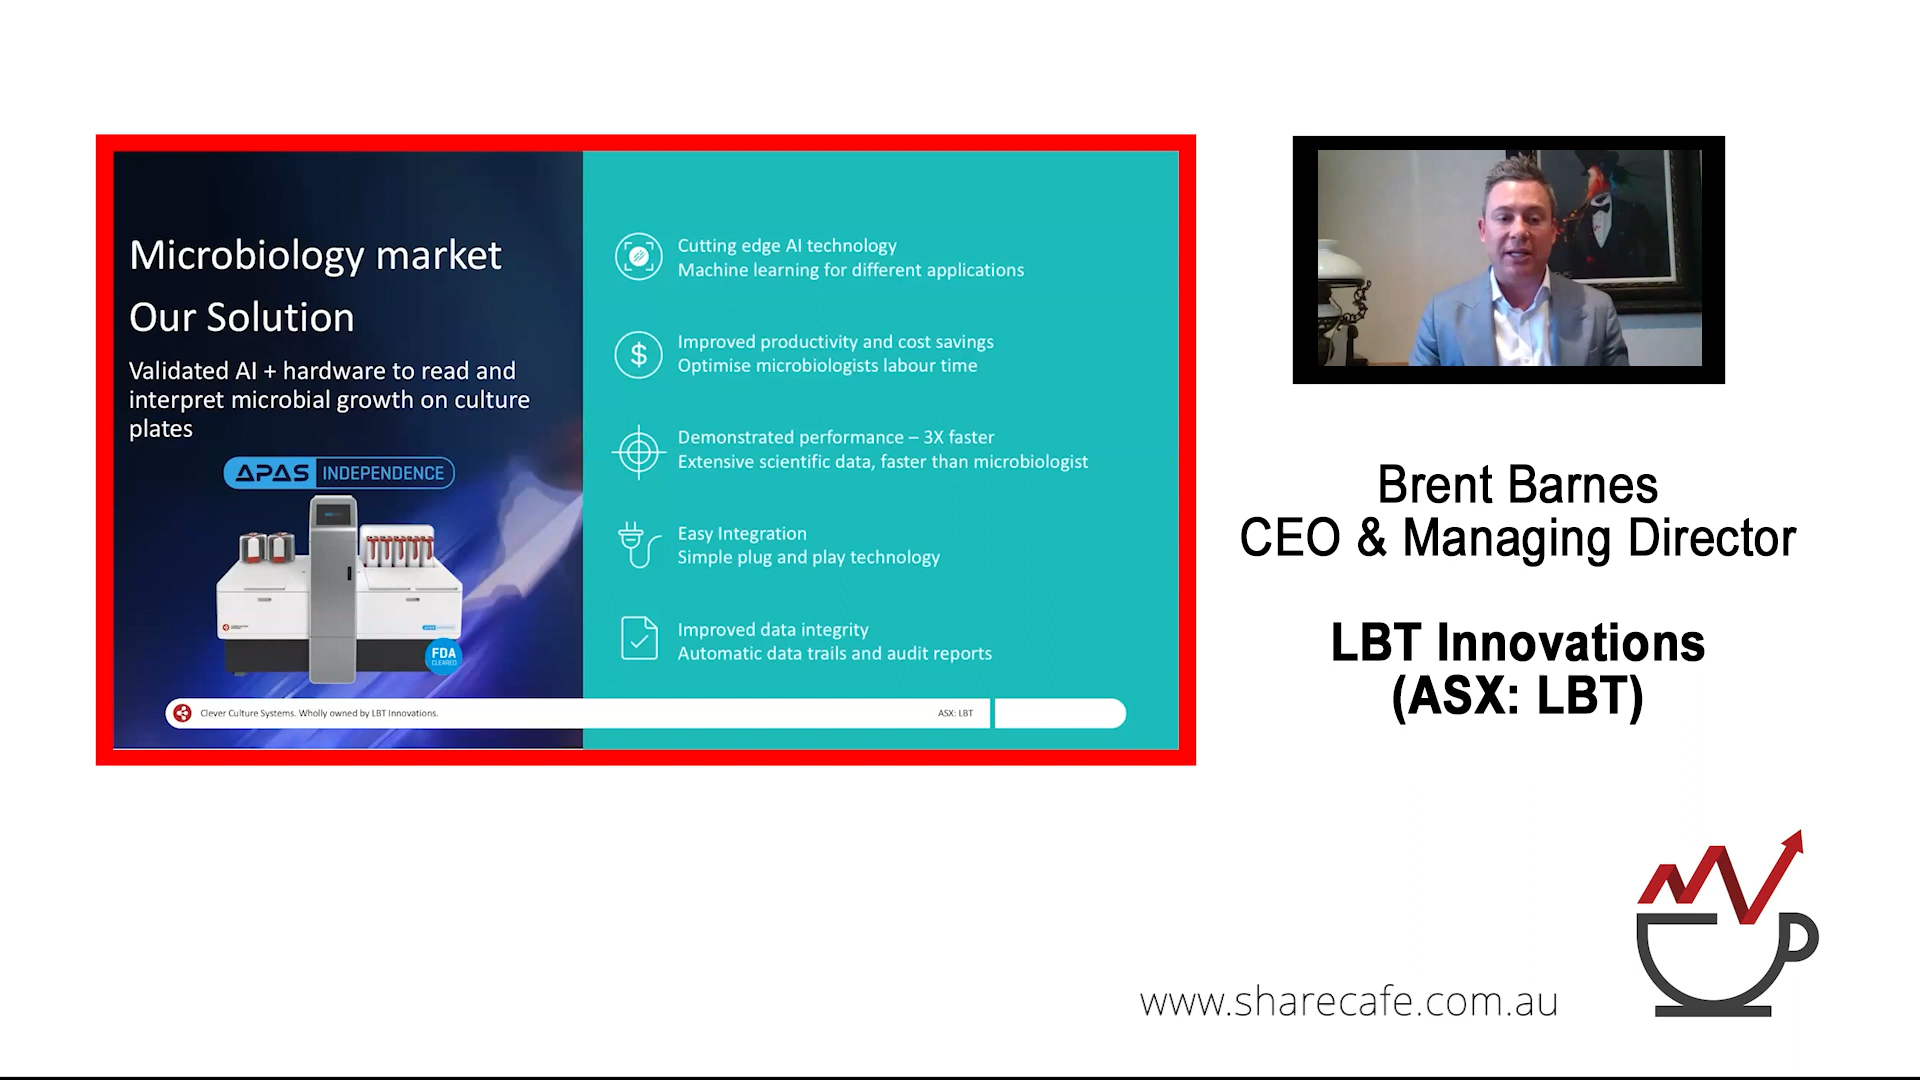 Microbiology market
Our Solution
Validated AI + hardware to read and
interpret microbial growth on culture
plates
APAS INDEPENDENCE
FDA
CLEARED
Cutting edge AI technology
Machine learning for different applications
$
Improved productivity and cost savings
Optimise microbiologists labour time
Demonstrated performance – 3X faster
Extensive scientific data, faster than microbiologist
Easy Integration
Simple plug and play technology
Improved data integrity
Automatic data trails and audit reports
Clever Culture Systems. Wholly owned by LBT Innovations.
ASX: LBT
Brent Barnes
CEO & Managing Director
LBT Innovations
(ASX: LBT)
www.sharecafe.com.au